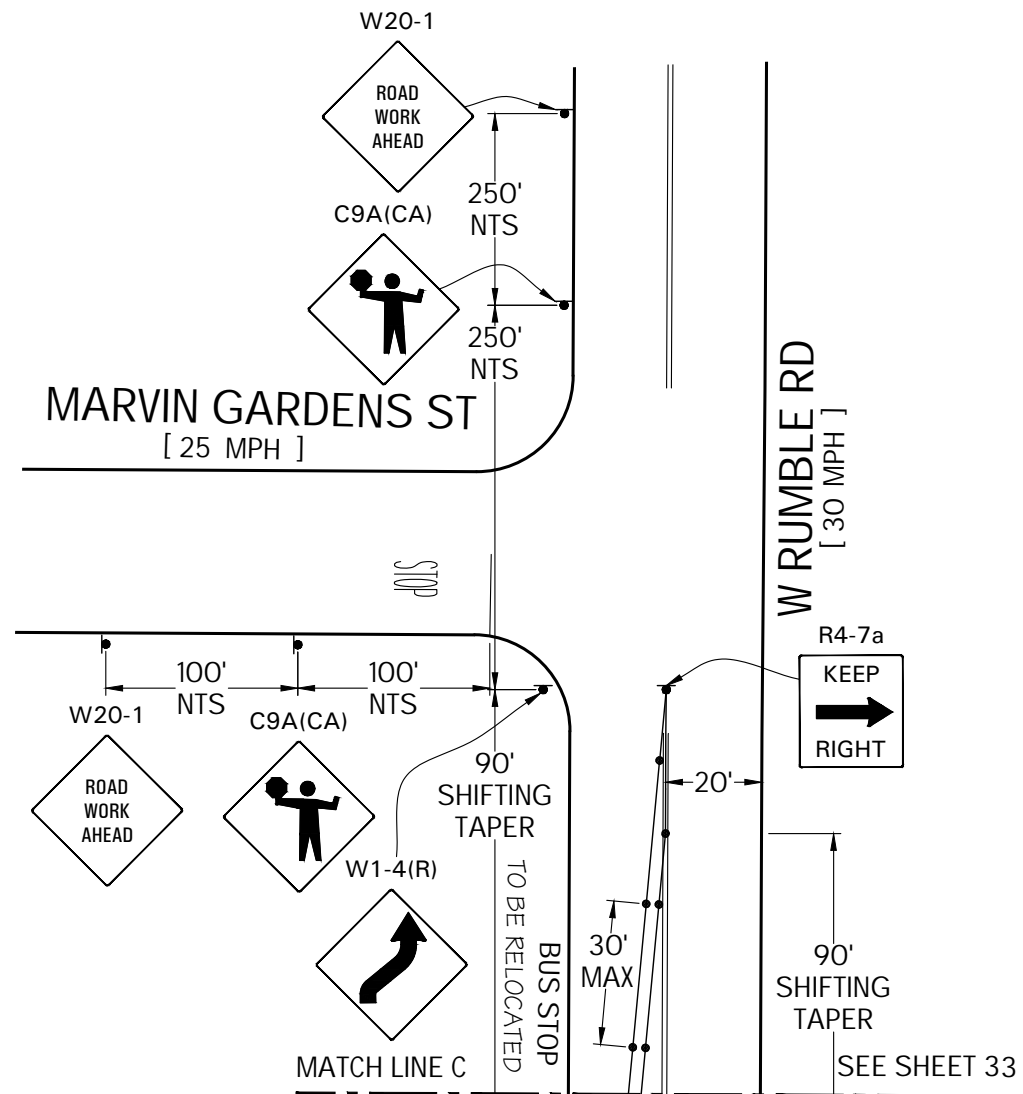 W20-1
ROAD
WORK
AHEAD
250'
NTS
C9A(CA)
250'
NTS
MARVIN GARDENS ST
[ 25 MPH ]
W RUMBLE RD
[ 30 MPH ]
STOP
R4-7a
KEEP
RIGHT
100'
NTS
100'
NTS
W20-1
C9A(CA)
ROAD
WORK
AHEAD
90'
SHIFTING
TAPER
20'
W1-4(R)
TO BE RELOCATED
BUS STOP
30'
MAX
90'
SHIFTING
TAPER
MATCH LINE C
SEE SHEET 33